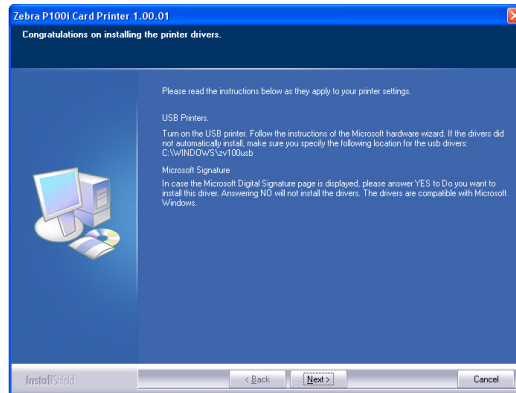 Zebra P100i Card Printer 1.00.01
Congratulations on installing the printer drivers.
Please read the instructions below as they apply to your printer settings.
USB Printers.
Turn on the USB printer. Follow the instructions of the Microsoft hardware wizard. If the drivers did
not automatically install, make sure you specify the following location for the usb drivers:
C:\WINDOWS\zv100usb
Microsoft Signature
In case the Microsoft Digital Signature page is displayed, please answer YES to Do you want to
install this driver. Answering NO will not install the drivers. The drivers are compatible with Microsoft
Windows.
InstallShield
< Back
Next >
Cancel